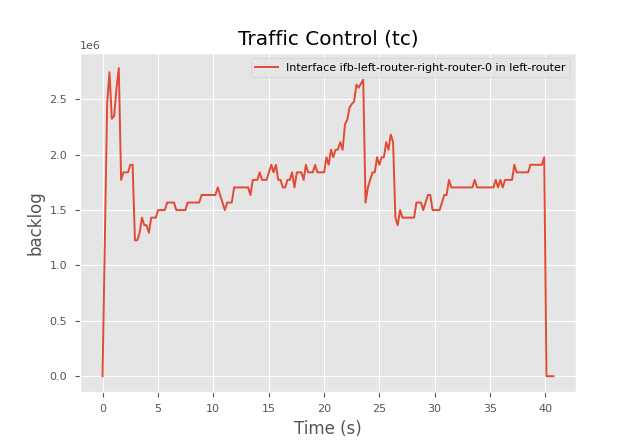 Traffic Control (tc)
1e6
Interface ifb-left-router-right-router-0 in left-router
2.5
2.0
1.5
1.0
0.5
0.0
backlog
0 5 10 15 20 25 30 35 40
Time (s)